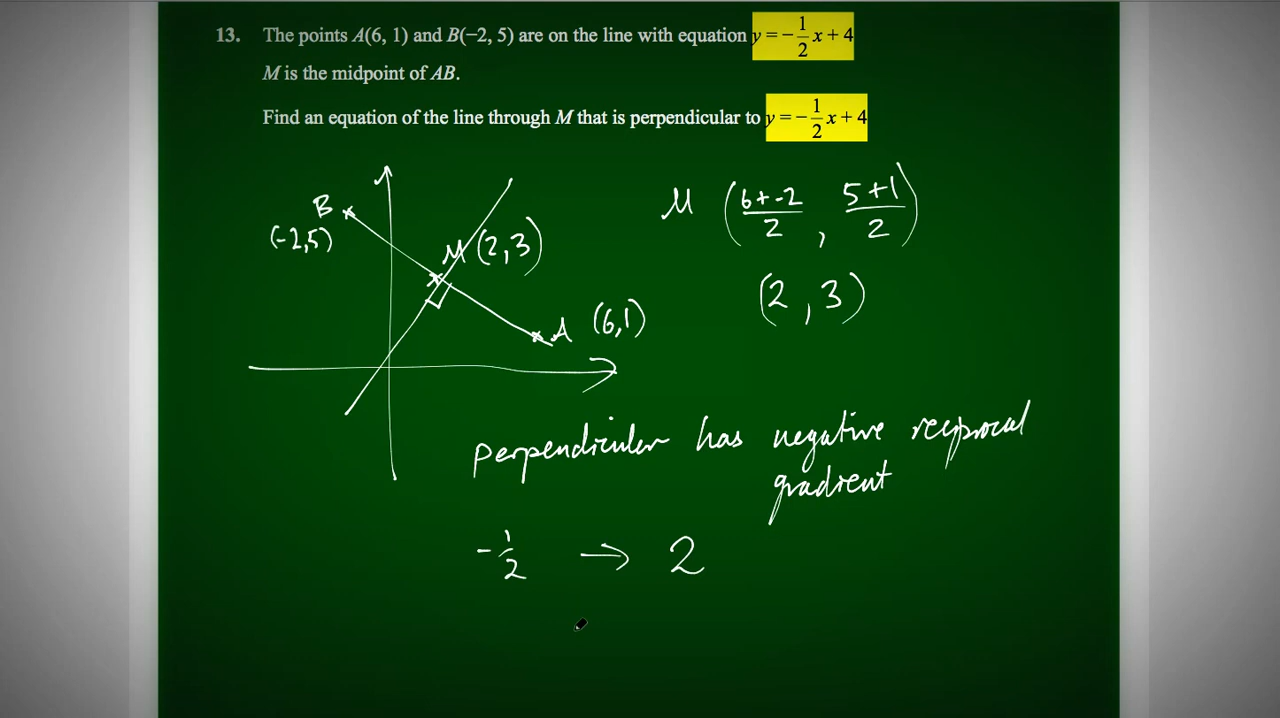 13. The points A(6, 1) and B(−2, 5) are on the line with equation y = −1/2 x + 4
M is the midpoint of AB.
Find an equation of the line through M that is perpendicular to y = −1/2 x + 4
B
(-2,5)
M (2,3)
A (6,1)
M (6+-2/2 , 5+1/2)
(2 , 3)
perpendicular has negative reciprocal
gradient
-1/2 → 2